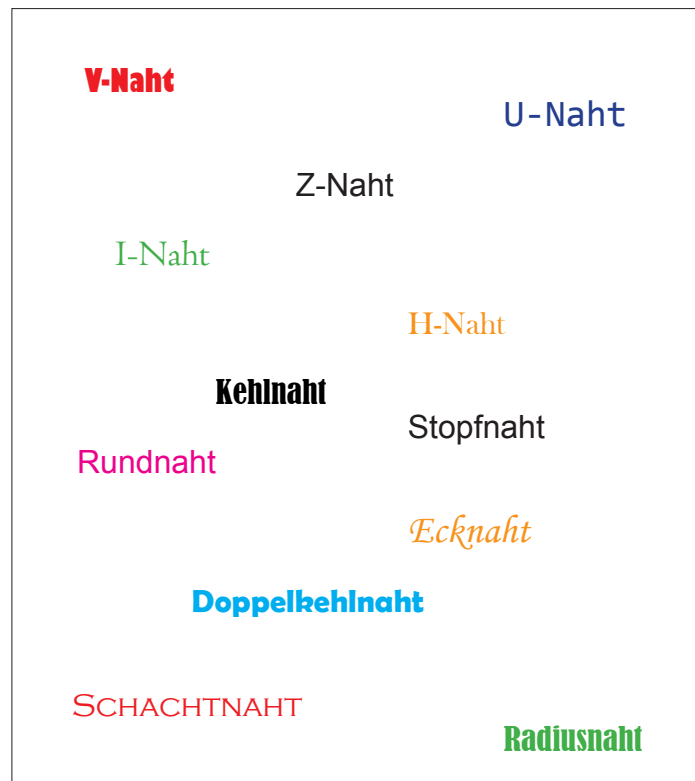 V-Naht
U-Naht
Z-Naht
I-Naht
H-Naht
Kehlnaht
Stopfnaht
Rundnaht
Ecknaht
Doppelkehlnaht
SCHACHTNAHT
Radiusnaht